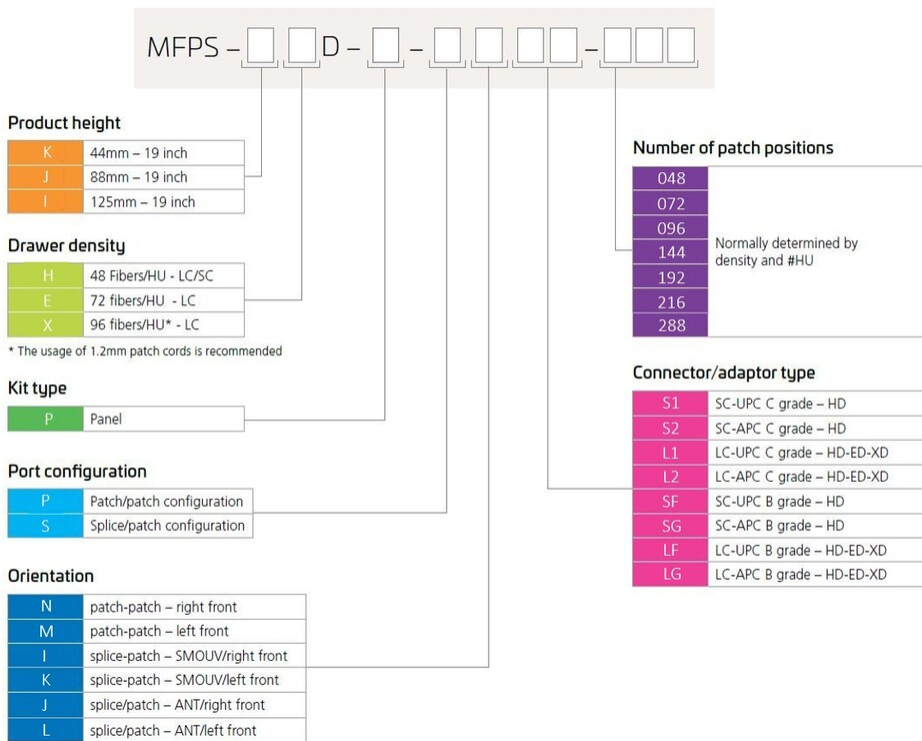 MFPS – D – – –
Product height
K 44mm – 19 inch
J 88mm – 19 inch
I 125mm – 19 inch
Drawer density
H 48 Fibers/HU - LC/SC
E 72 fibers/HU - LC
X 96 fibers/HU* - LC
* The usage of 1.2mm patch cords is recommended
Kit type
P Panel
Port configuration
P Patch/patch configuration
S Splice/patch configuration
Orientation
N patch-patch – right front
M patch-patch – left front
I splice-patch – SMOUV/right front
K splice-patch – SMOUV/left front
J splice/patch – ANT/right front
L splice/patch – ANT/left front
Number of patch positions
048
072
096
144
192
216
288
Normally determined by
density and #HU
Connector/adaptor type
S1 SC-UPC C grade – HD
S2 SC-APC C grade – HD
L1 LC-UPC C grade – HD-ED-XD
L2 LC-APC C grade – HD-ED-XD
SF SC-UPC B grade – HD
SG SC-APC B grade – HD
LF LC-UPC B grade – HD-ED-XD
LG LC-APC B grade – HD-ED-XD